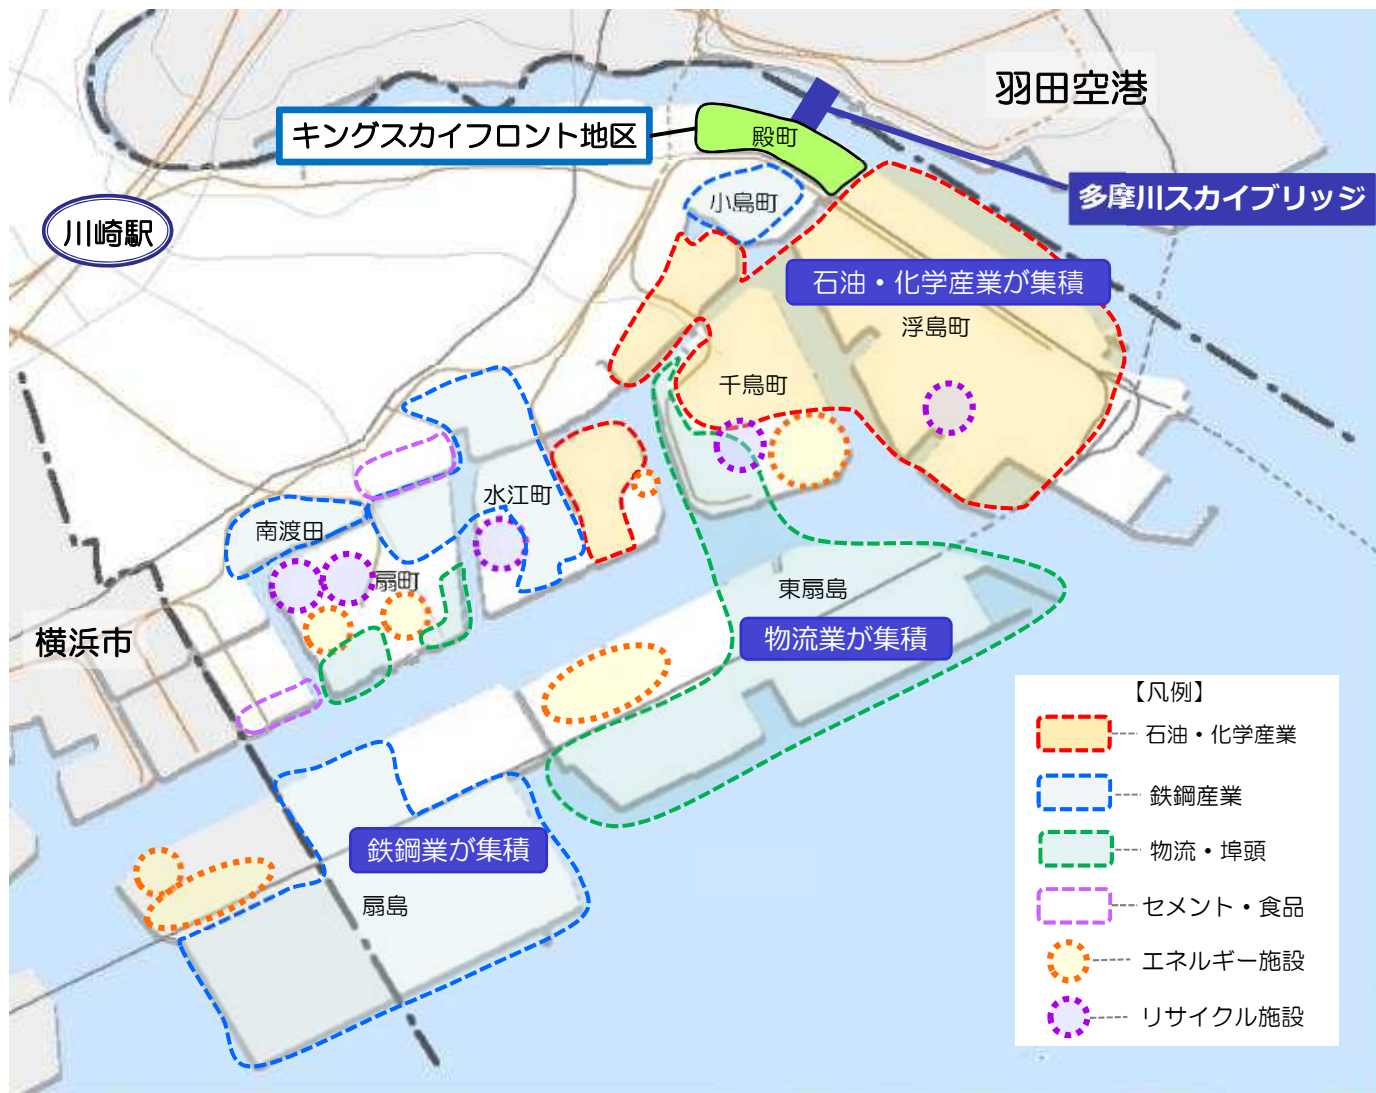 羽田空港
キングスカイフロント地区
殿町
多摩川スカイブリッジ
小島町
川崎駅
石油・化学産業が集積
浮島町
千鳥町
水江町
南渡田
扇町
東扇島
横浜市
物流業が集積
鉄鋼業が集積
扇島
【凡例】
石油・化学産業
鉄鋼産業
物流・埠頭
セメント・食品
エネルギー施設
リサイクル施設